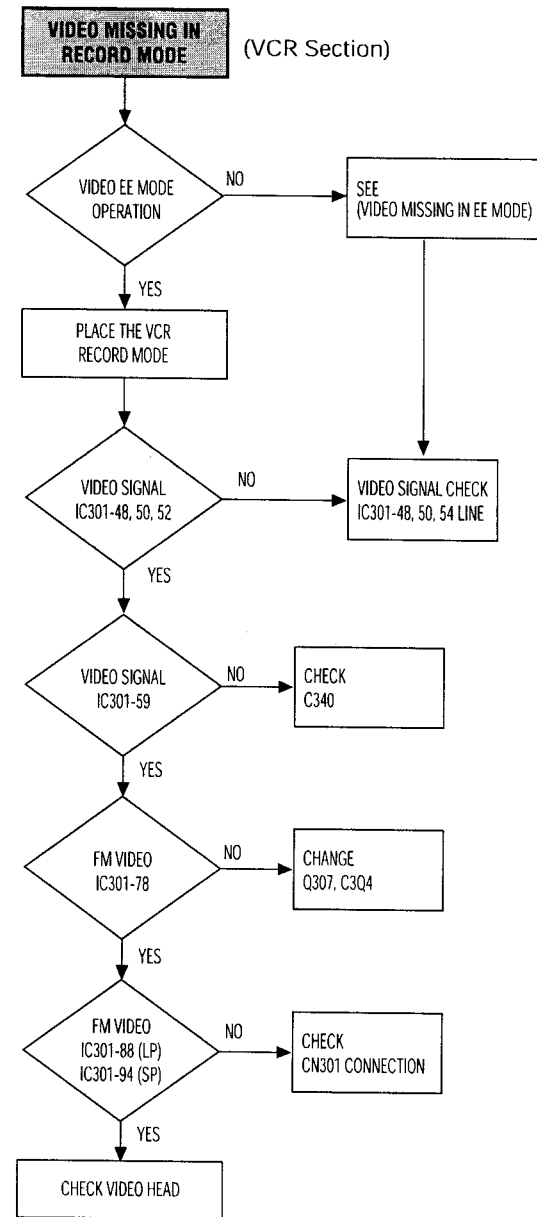 VIDEO MISSING IN
RECORD MODE
(VCR Section)
VIDEO EE MODE
OPERATION
NO
SEE
(VIDEO MISSING IN EE MODE)
YES
PLACE THE VCR
RECORD MODE
VIDEO SIGNAL
IC301-48, 50, 52
NO
VIDEO SIGNAL CHECK
IC301-48, 50, 54 LINE
YES
VIDEO SIGNAL
IC301-59
NO
CHECK
C340
YES
FM VIDEO
IC301-78
NO
CHANGE
Q307, C3Q4
YES
FM VIDEO
IC301-88 (LP)
IC301-94 (SP)
NO
CHECK
CN301 CONNECTION
YES
CHECK VIDEO HEAD